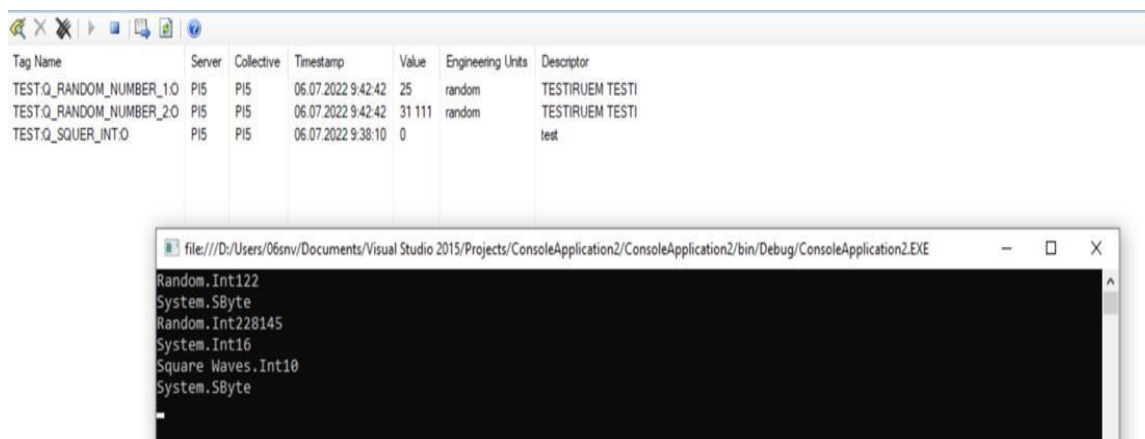 Tag Name Server Collective Timestamp Value Engineering Units Descriptor
TEST:Q_RANDOM_NUMBER_1:O PI5 PI5 06.07.2022 9:42:42 25 random TESTIRUEM TESTI
TEST:Q_RANDOM_NUMBER_2:O PI5 PI5 06.07.2022 9:42:42 31 111 random TESTIRUEM TESTI
TEST:Q_SQUER_INT:O PI5 PI5 06.07.2022 9:38:10 0 test
file:///D:/Users/06snv/Documents/Visual Studio 2015/Projects/ConsoleApplication2/ConsoleApplication2/bin/Debug/ConsoleApplication2.EXE
Random.Int122
System.SByte
Random.Int228145
System.Int16
Square Waves.Int10
System.SByte